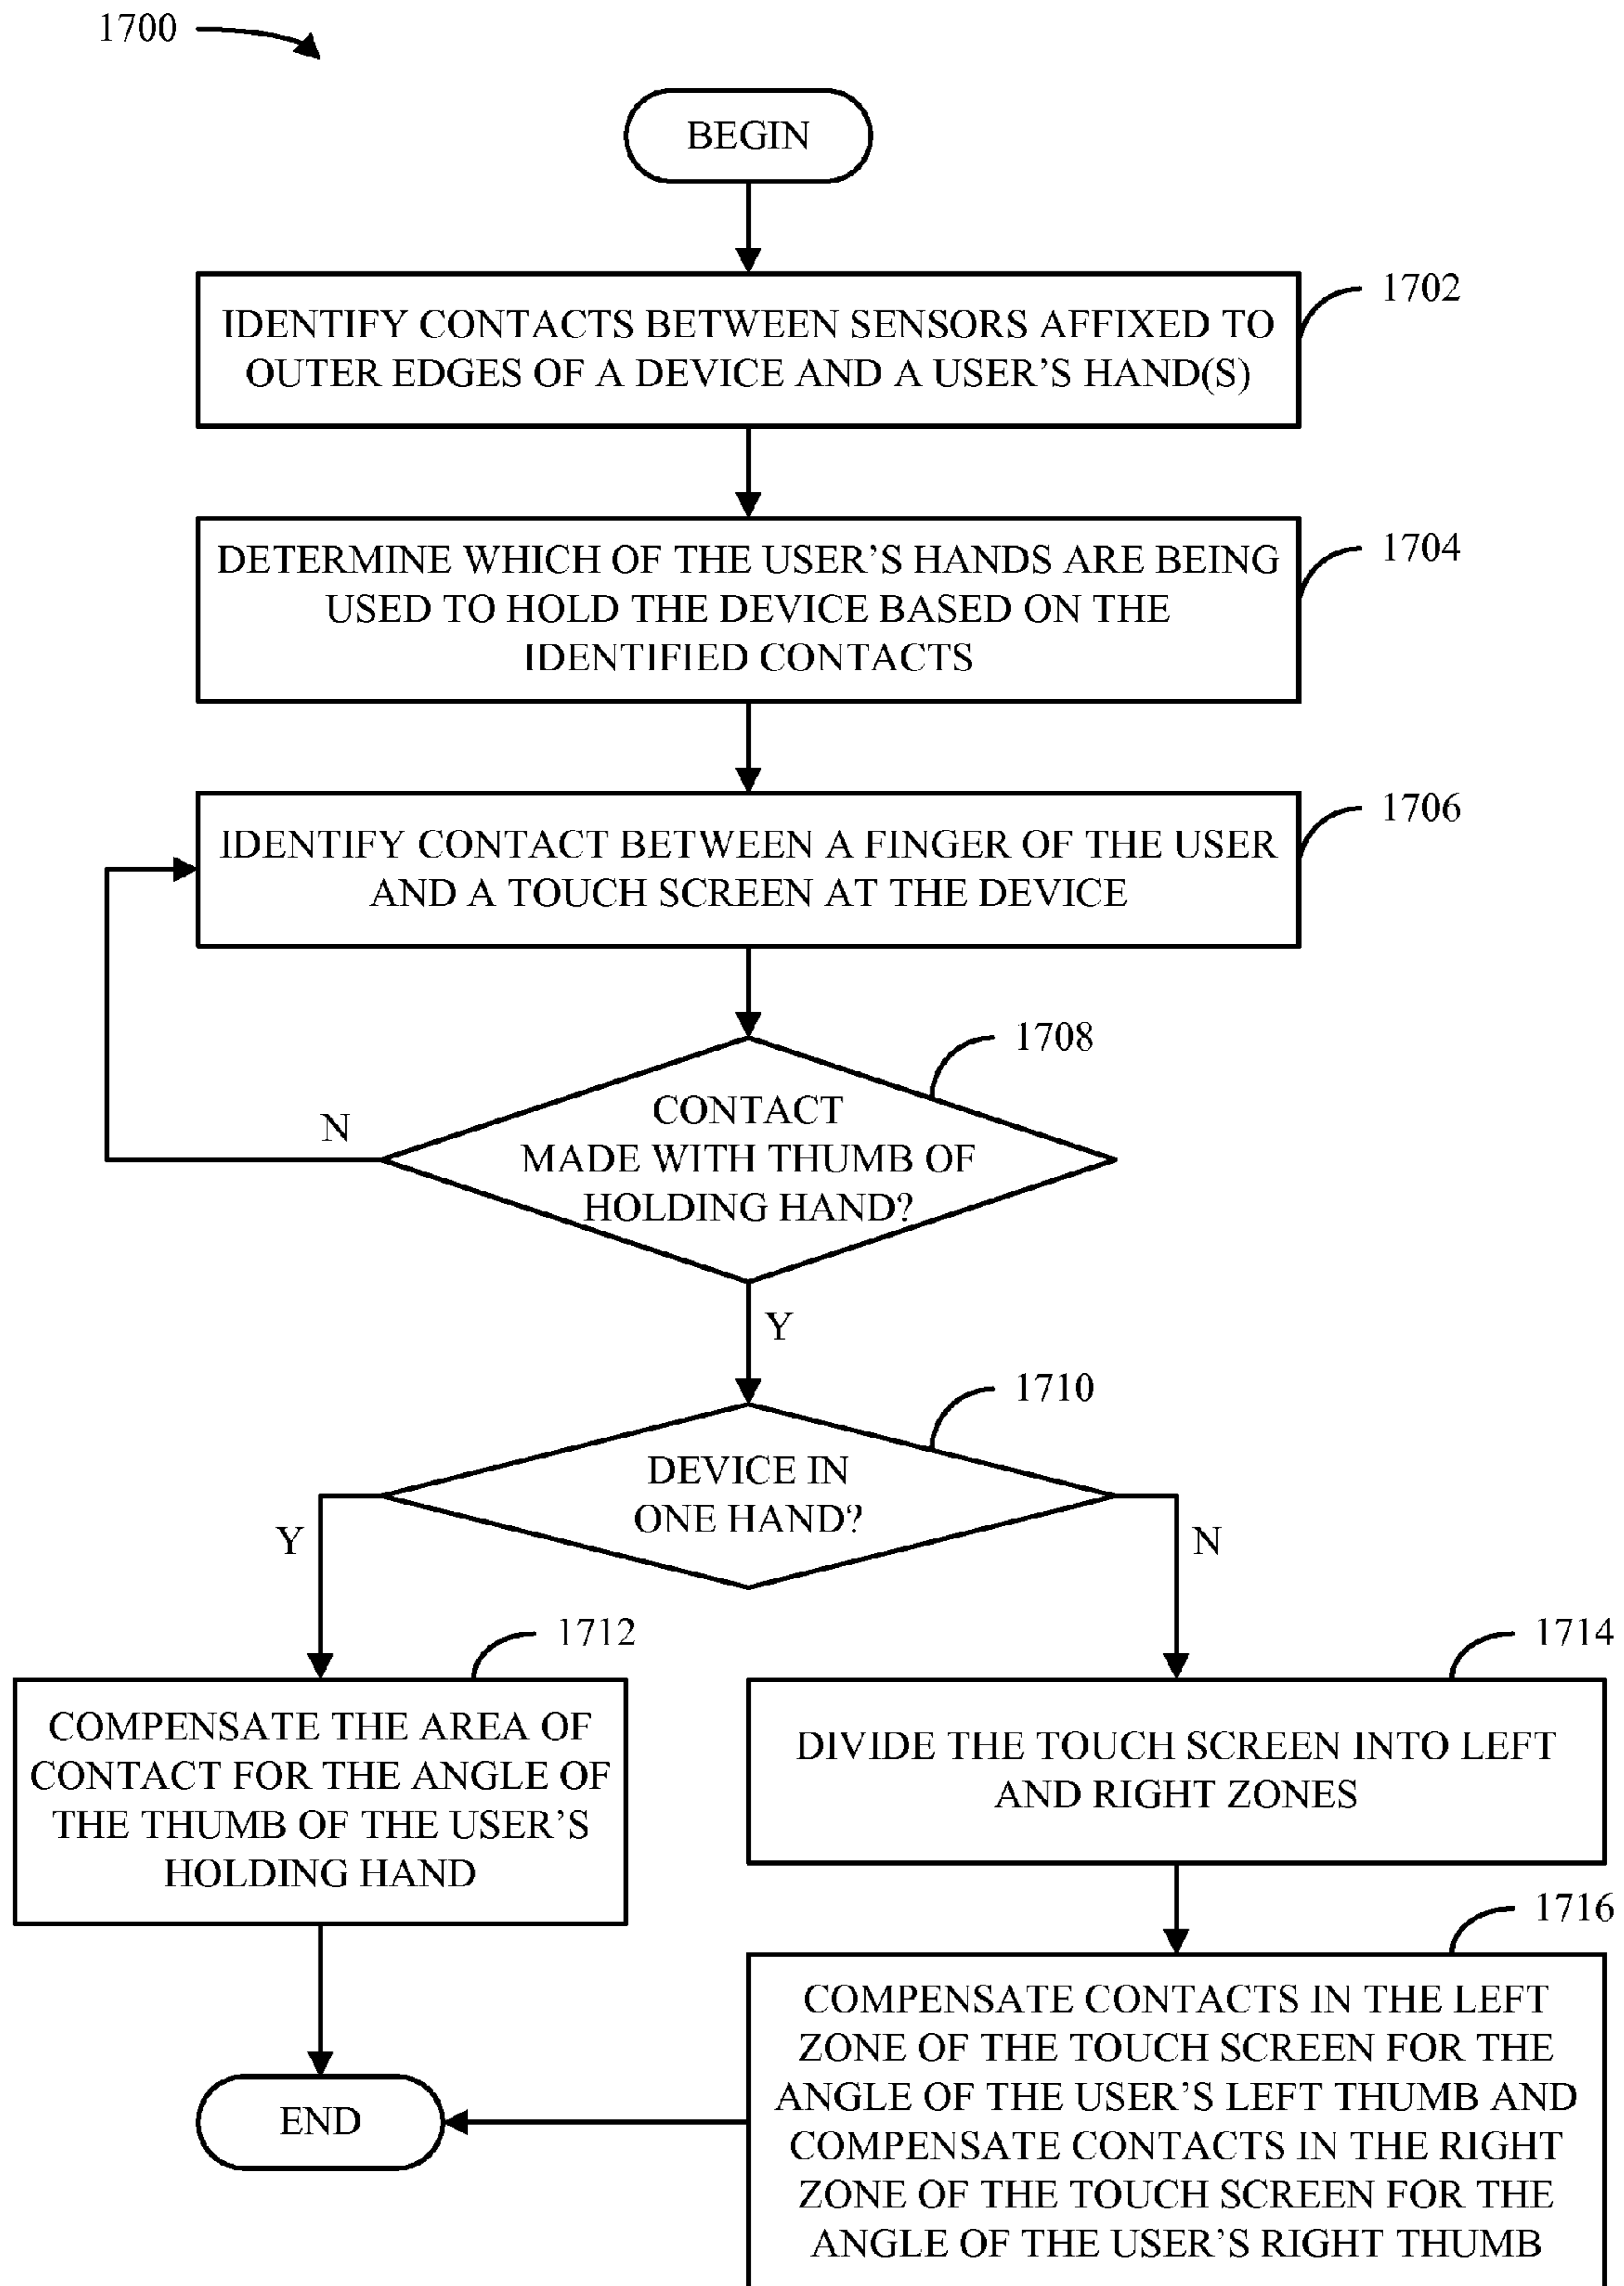 1700
BEGIN
1702
IDENTIFY CONTACTS BETWEEN SENSORS AFFIXED TO
OUTER EDGES OF A DEVICE AND A USER’S HAND(S)
1704
DETERMINE WHICH OF THE USER’S HANDS ARE BEING
USED TO HOLD THE DEVICE BASED ON THE
IDENTIFIED CONTACTS
1706
IDENTIFY CONTACT BETWEEN A FINGER OF THE USER
AND A TOUCH SCREEN AT THE DEVICE
1708
CONTACT
MADE WITH THUMB OF
HOLDING HAND?
N
Y
1710
DEVICE IN
ONE HAND?
Y
N
1712
COMPENSATE THE AREA OF
CONTACT FOR THE ANGLE OF
THE THUMB OF THE USER’S
HOLDING HAND
1714
DIVIDE THE TOUCH SCREEN INTO LEFT
AND RIGHT ZONES
1716
COMPENSATE CONTACTS IN THE LEFT
ZONE OF THE TOUCH SCREEN FOR THE
ANGLE OF THE USER’S LEFT THUMB AND
COMPENSATE CONTACTS IN THE RIGHT
ZONE OF THE TOUCH SCREEN FOR THE
ANGLE OF THE USER’S RIGHT THUMB
END